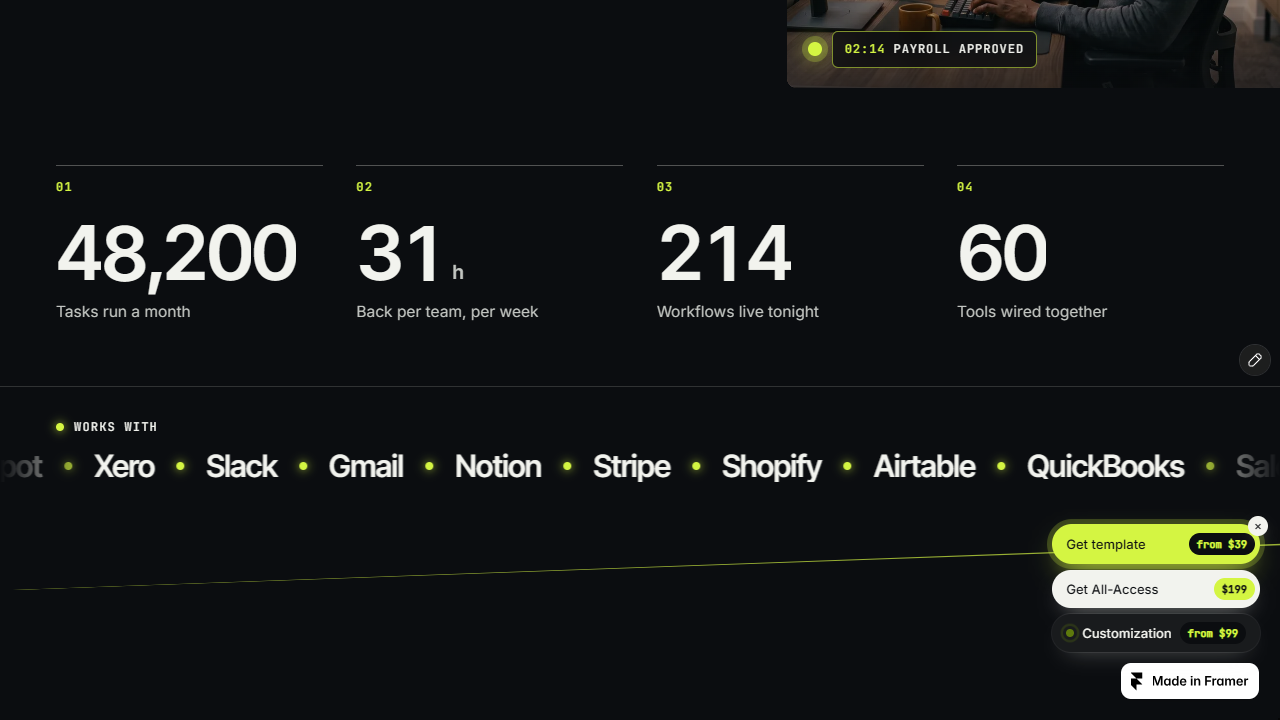 02:14 PAYROLL APPROVED
01
48,200
Tasks run a month
02
31 h
Back per team, per week
03
214
Workflows live tonight
04
60
Tools wired together
WORKS WITH
pot • Xero • Slack • Gmail • Notion • Stripe • Shopify • Airtable • QuickBooks • Sal
Get template from $39
Get All-Access $199
Customization from $99
Made in Framer